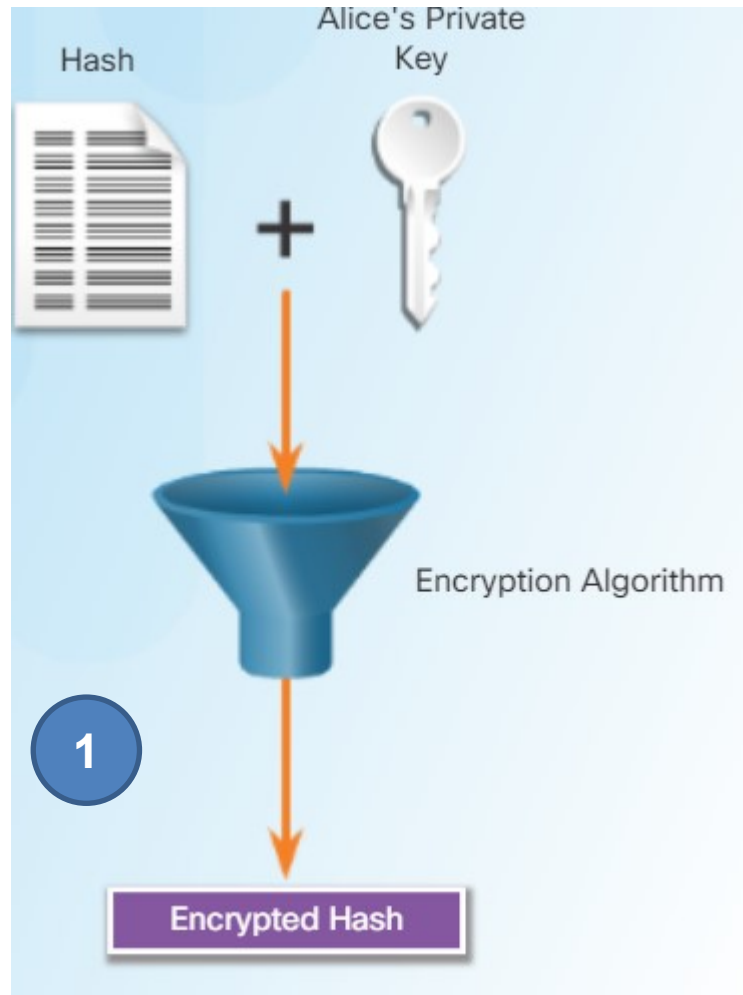 Hash
Alice's Private
Key
Encryption Algorithm
1
Encrypted Hash